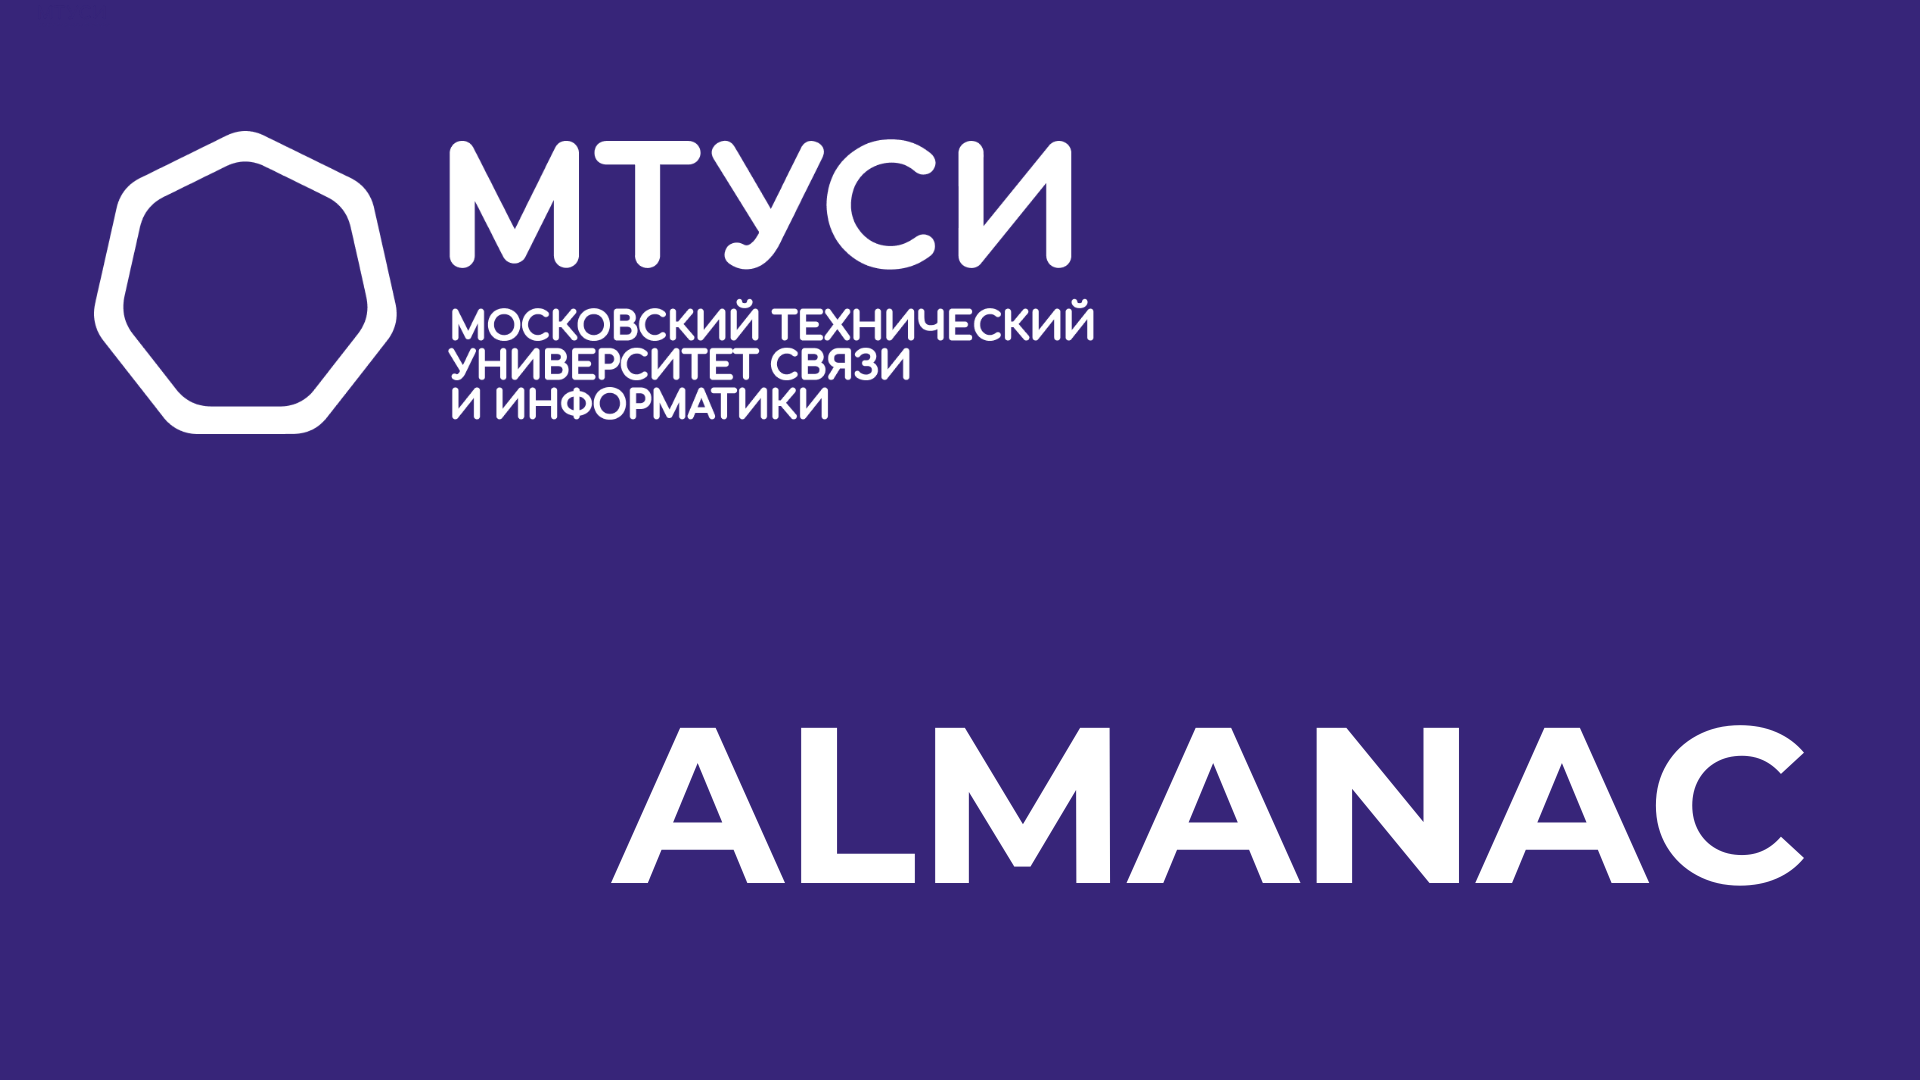 МТУСИ
МОСКОВСКИЙ ТЕХНИЧЕСКИЙ
УНИВЕРСИТЕТ СВЯЗИ
И ИНФОРМАТИКИ
ALMANAC